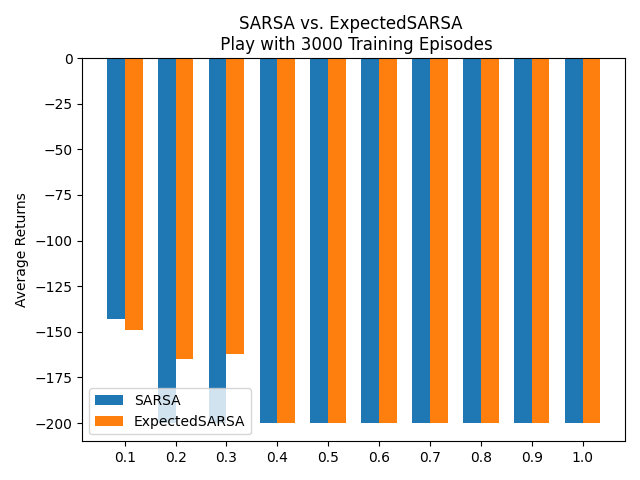 SARSA vs. ExpectedSARSA
Play with 3000 Training Episodes
Average Returns
0
−25
−50
−75
−100
−125
−150
−175
−200
SARSA
ExpectedSARSA
0.1 0.2 0.3 0.4 0.5 0.6 0.7 0.8 0.9 1.0